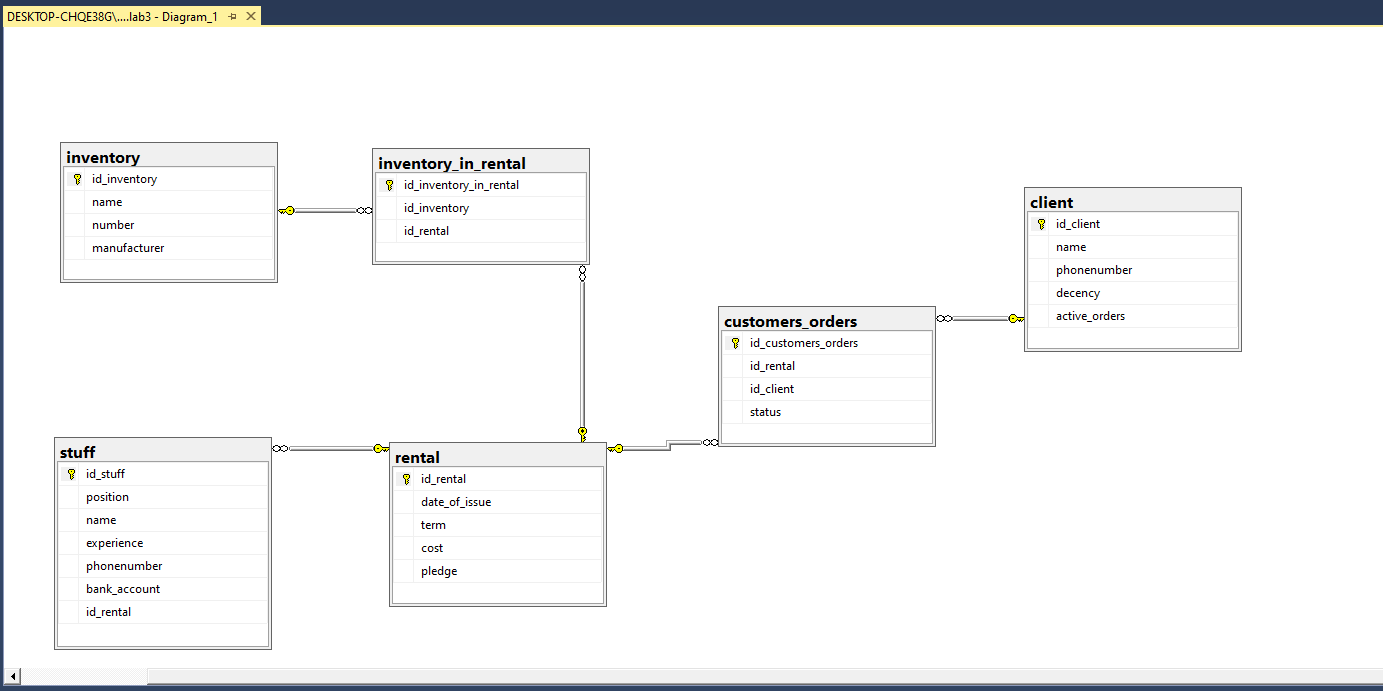 DESKTOP-CHQE38G\....lab3 - Diagram_1
inventory
id_inventory
name
number
manufacturer
inventory_in_rental
id_inventory_in_rental
id_inventory
id_rental
client
id_client
name
phonenumber
decency
active_orders
customers_orders
id_customers_orders
id_rental
id_client
status
stuff
id_stuff
position
name
experience
phonenumber
bank_account
id_rental
rental
id_rental
date_of_issue
term
cost
pledge